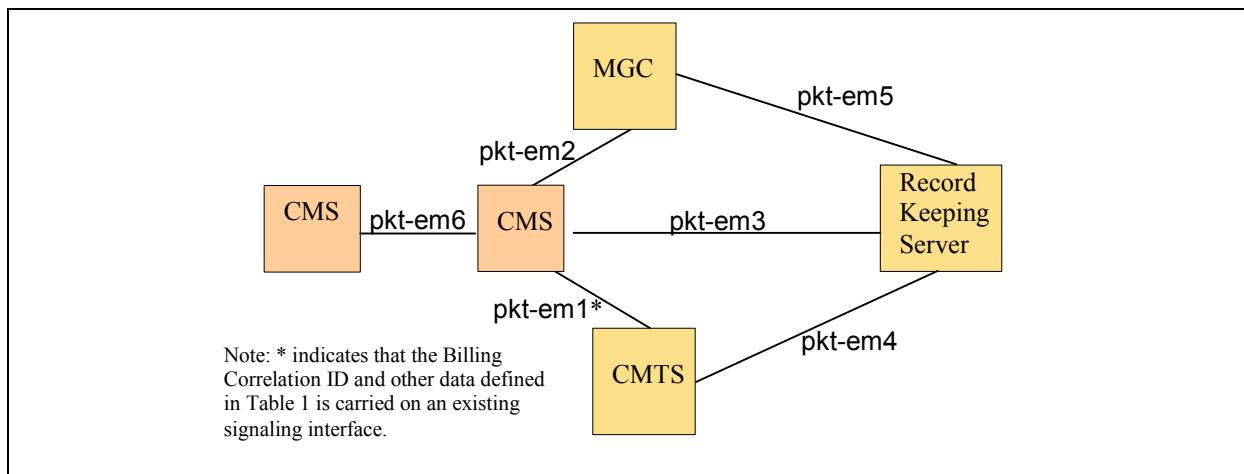 MGC
pkt-em5
pkt-em2
Record
Keeping
Server
CMS
pkt-em6
CMS
pkt-em3
pkt-em1*
CMTS
pkt-em4
Note: * indicates that the Billing
Correlation ID and other data defined
in Table 1 is carried on an existing
signaling interface.